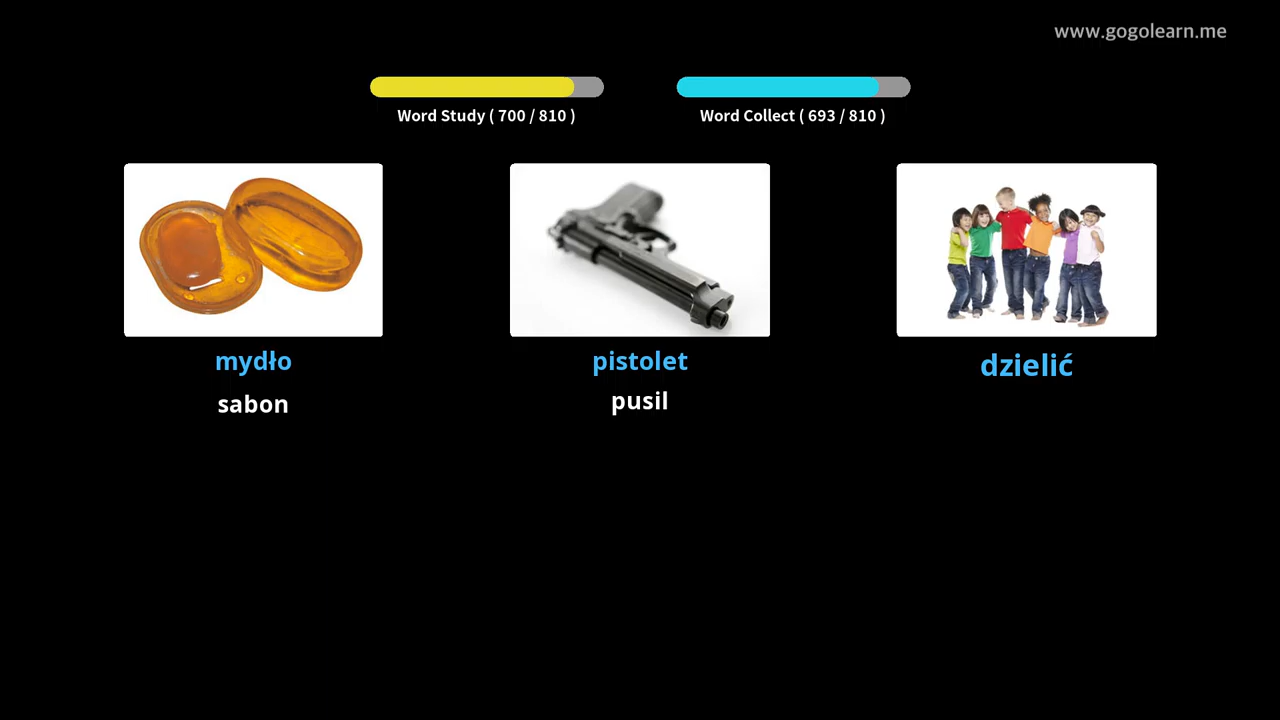 www.gogolearn.me
Word Study ( 700 / 810 )
Word Collect ( 693 / 810 )
mydło
pistolet
dzielić
sabon
pusil